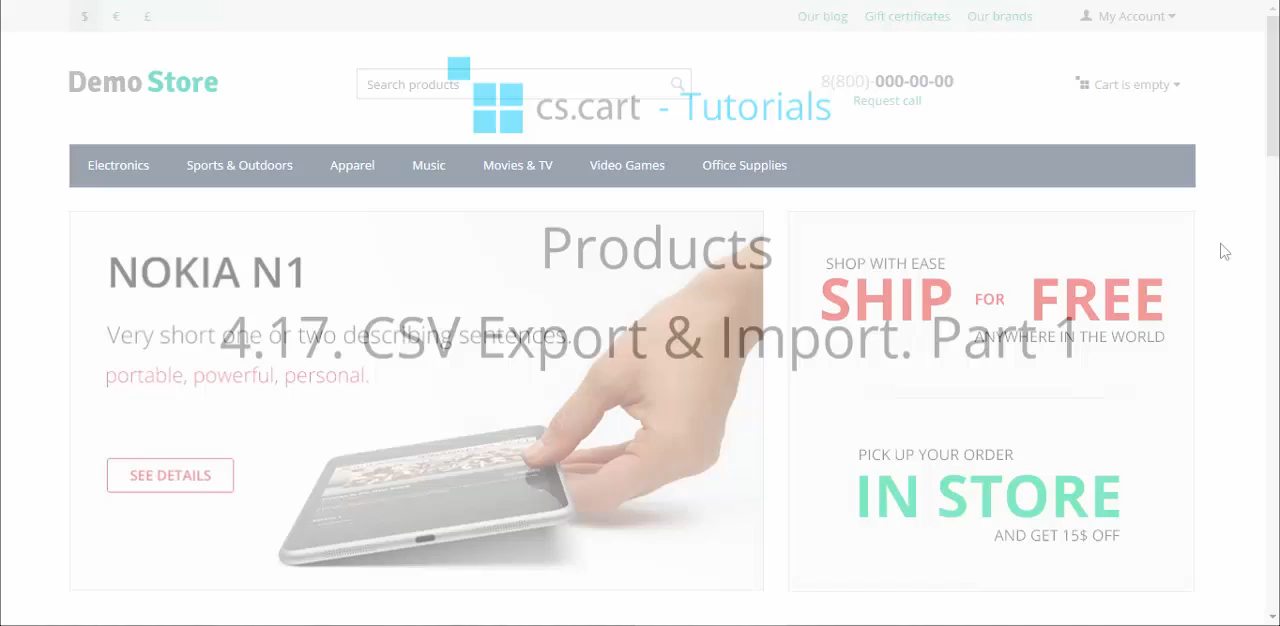 $ € £ Our blog Gift certificates Our brands My Account
Demo Store Search products 8(800)-000-00-00 Cart is empty
Request call
cs.cart - Tutorials
Electronics Sports & Outdoors Apparel Music Movies & TV Video Games Office Supplies
Products
NOKIA N1
SHOP WITH EASE
SHIP FOR FREE
ANYWHERE IN THE WORLD
Very short one or two describing sentences.
4.17. CSV Export & Import. Part 1
portable, powerful, personal.
SEE DETAILS
PICK UP YOUR ORDER
IN STORE
AND GET 15$ OFF